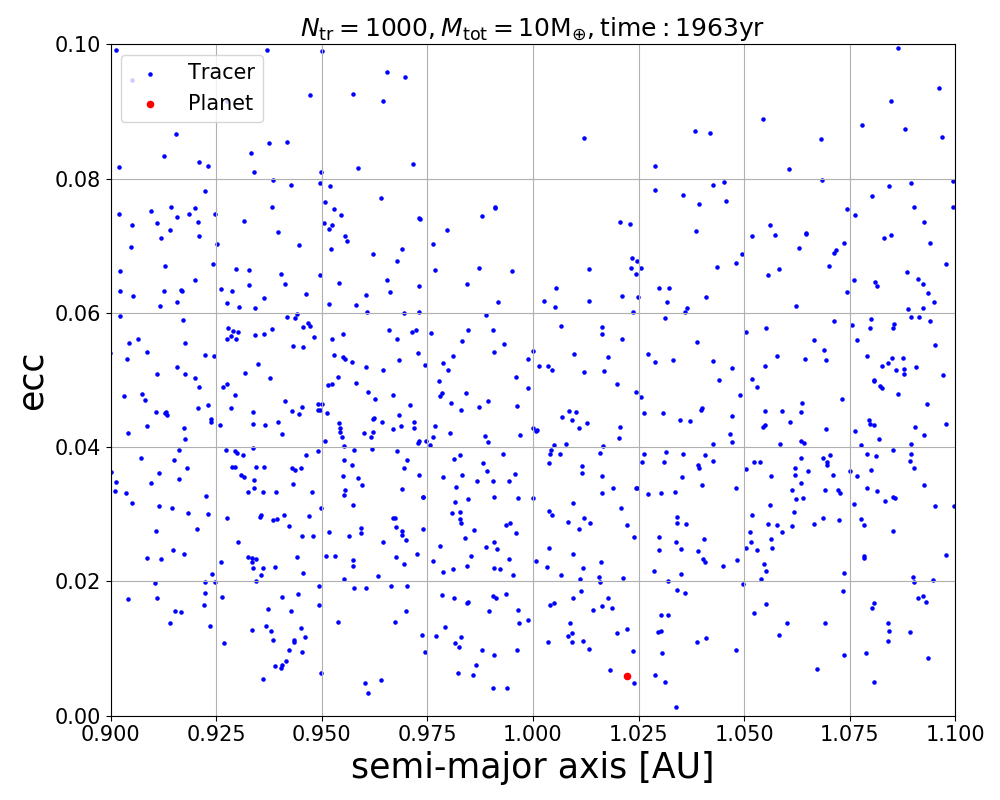 N_tr = 1000, M_tot = 10M_⊕, time : 1963yr
Tracer
Planet
ecc
0.10
0.08
0.06
0.04
0.02
0.00
0.900 0.925 0.950 0.975 1.000 1.025 1.050 1.075 1.100
semi-major axis [AU]